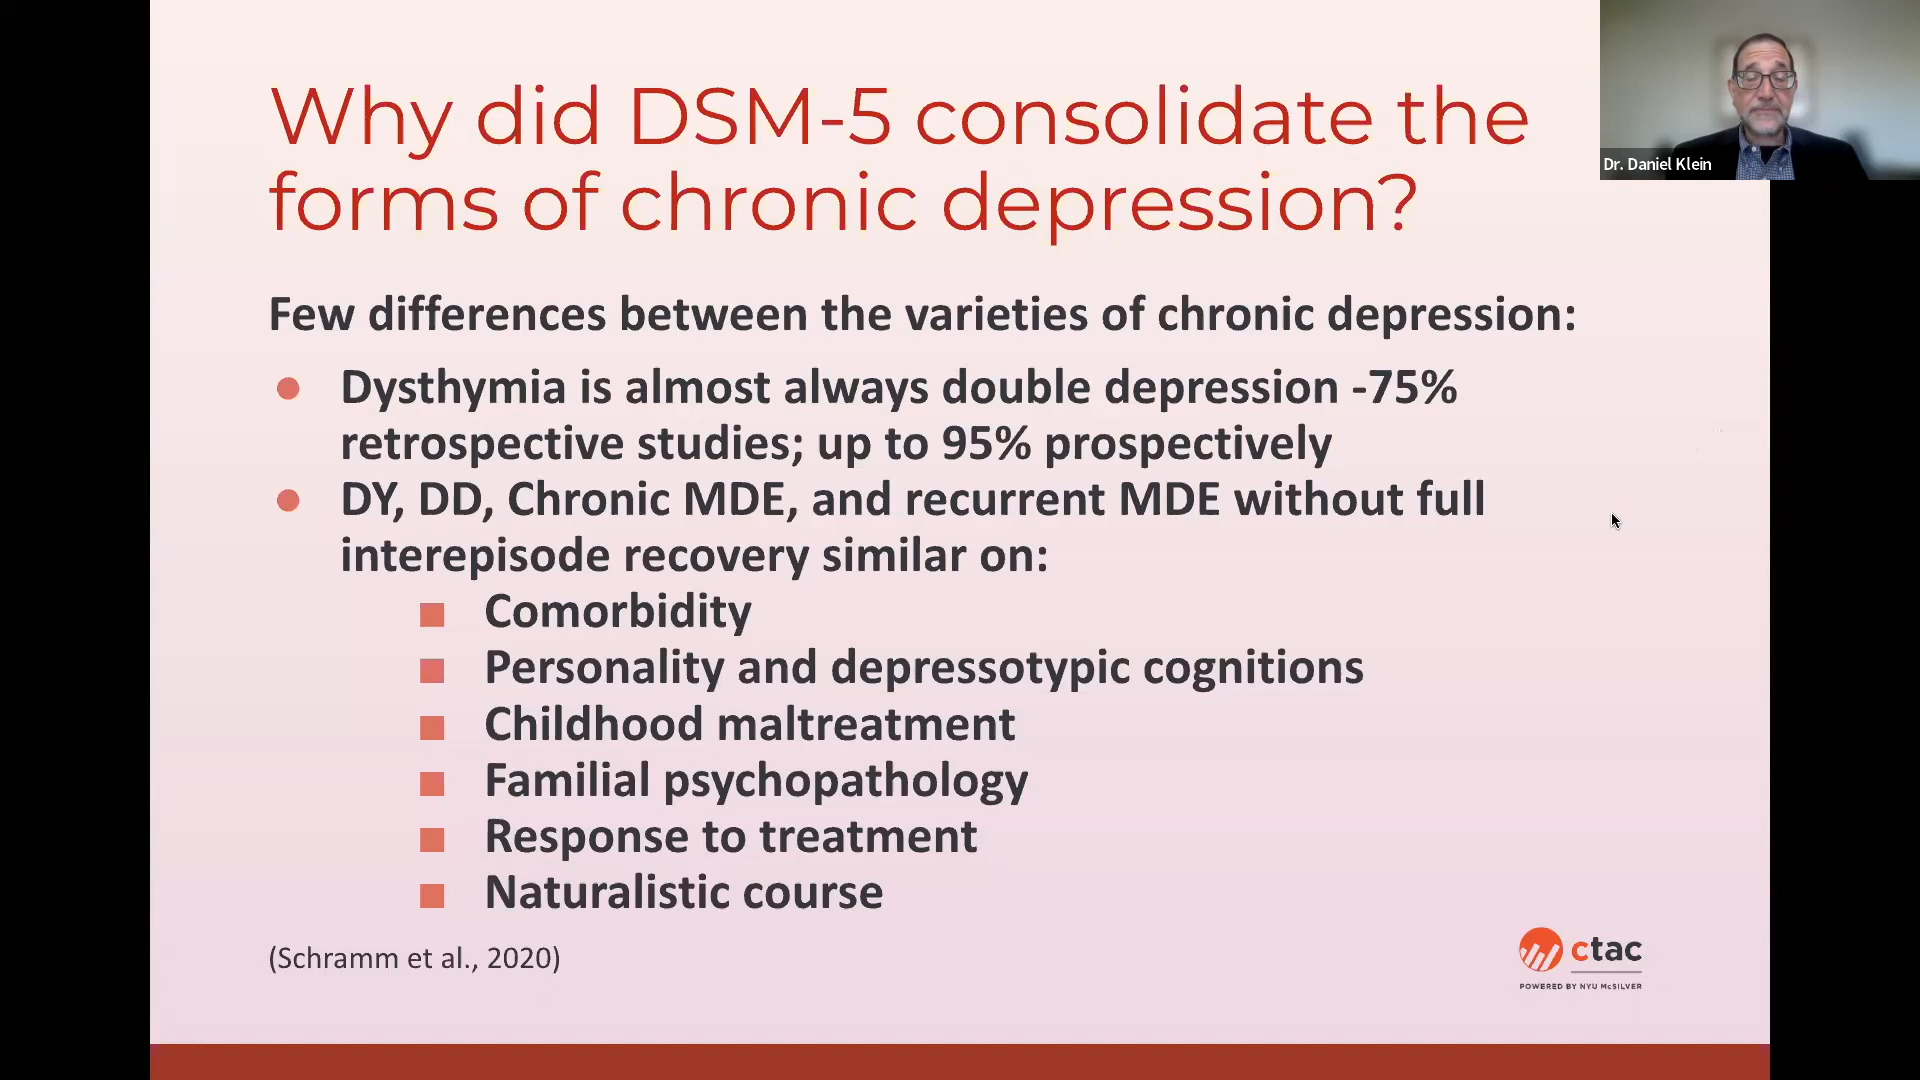 Why did DSM-5 consolidate the
forms of chronic depression?
Dr. Daniel Klein
Few differences between the varieties of chronic depression:
● Dysthymia is almost always double depression -75%
retrospective studies; up to 95% prospectively
● DY, DD, Chronic MDE, and recurrent MDE without full
interepisode recovery similar on:
■ Comorbidity
■ Personality and depressotypic cognitions
■ Childhood maltreatment
■ Familial psychopathology
■ Response to treatment
■ Naturalistic course
(Schramm et al., 2020)
ctac
POWERED BY NYU McSILVER